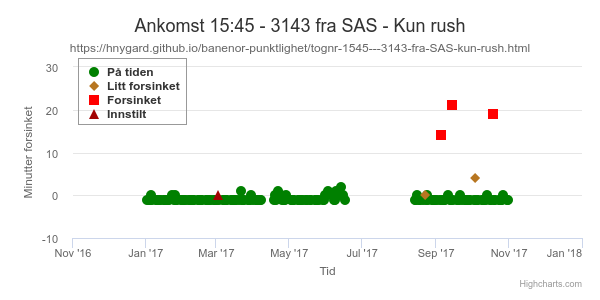 Ankomst 15:45 - 3143 fra SAS - Kun rush
https://hnygard.github.io/banenor-punktlighet/tognr-1545---3143-fra-SAS-kun-rush.html
På tiden
Litt forsinket
Forsinket
Innstilt
Minutter forsinket
30
20
10
0
-10
Nov '16 Jan '17 Mar '17 May '17 Jul '17 Sep '17 Nov '17 Jan '18
Tid
Highcharts.com